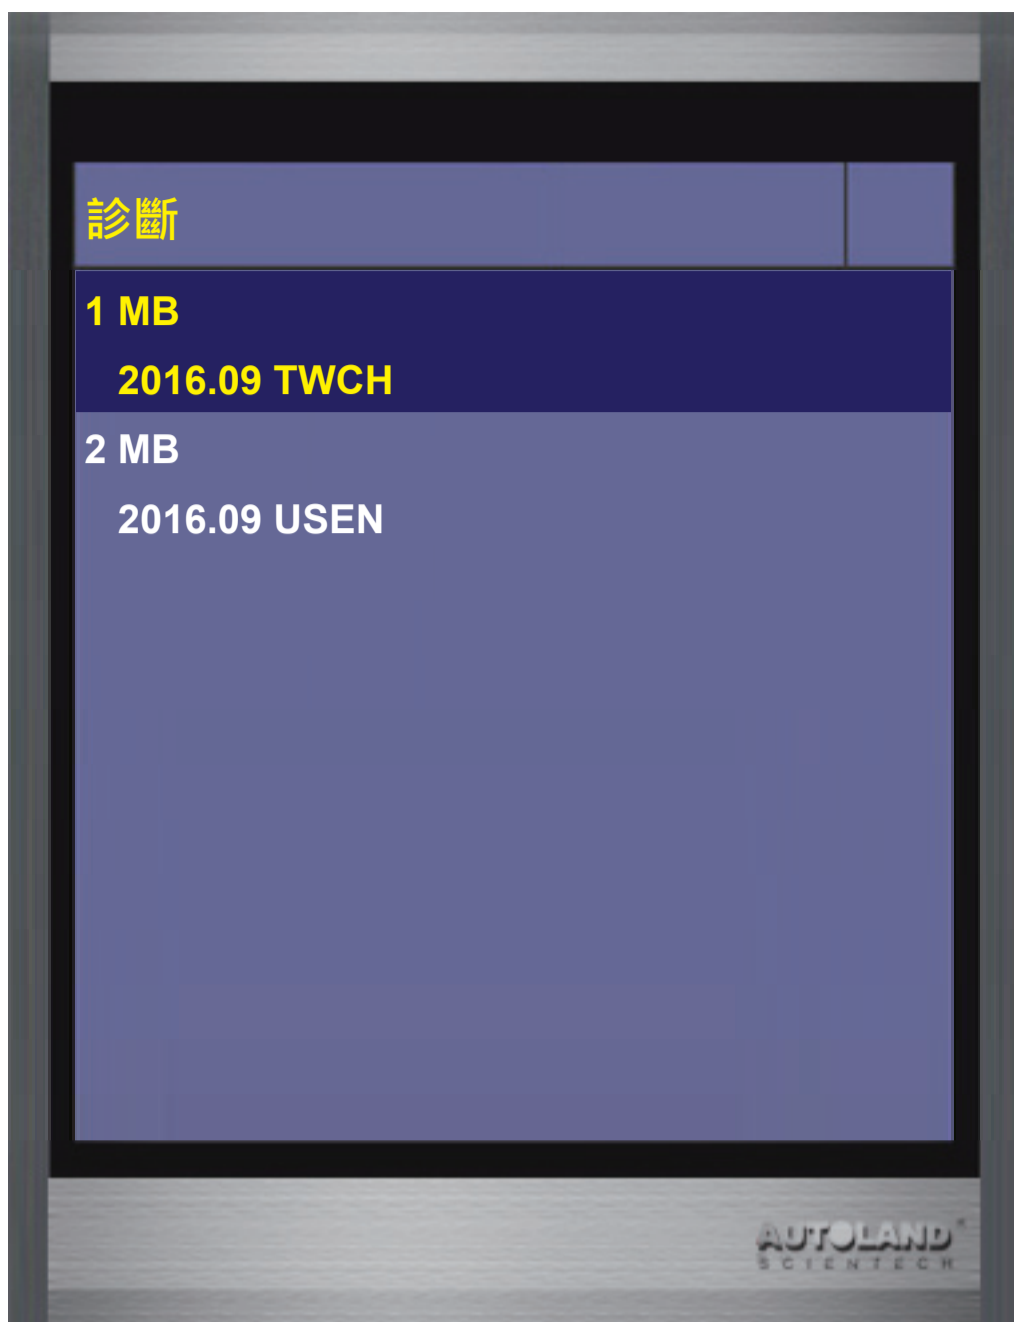 診斷
1 MB
2016.09 TWCH
2 MB
2016.09 USEN
AUTOLAND®
SCIENTECH